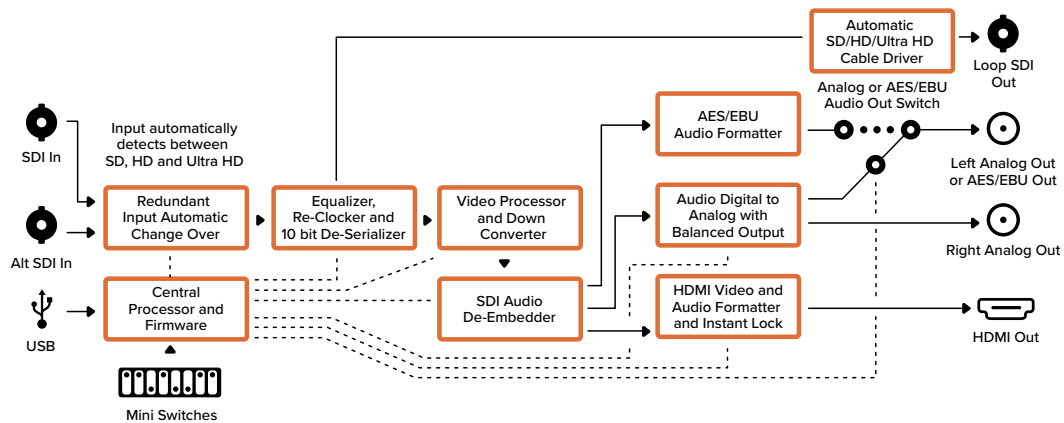 Automatic
SD/HD/Ultra HD
Cable Driver
Loop SDI
Out
Analog or AES/EBU
Audio Out Switch
SDI In
Input automatically
detects between
SD, HD and Ultra HD
AES/EBU
Audio Formatter
Left Analog Out
or AES/EBU Out
Alt SDI In
Redundant
Input Automatic
Change Over
Equalizer,
Re-Clocker and
10 bit De-Serializer
Video Processor
and Down
Converter
Audio Digital to
Analog with
Balanced Output
Right Analog Out
USB
Central
Processor and
Firmware
SDI Audio
De-Embedder
HDMI Video and
Audio Formatter
and Instant Lock
HDMI Out
Mini Switches